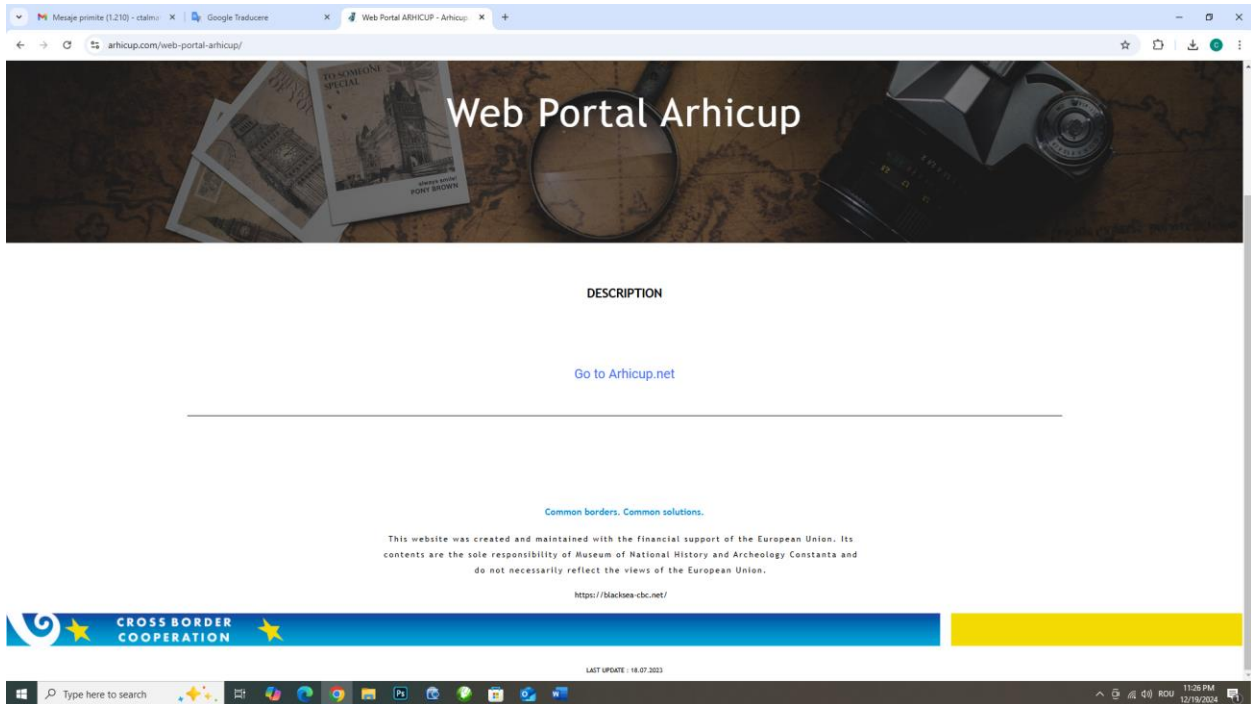 Mesaje primite (1.210) - ctalma
Google Traducere
Web Portal ARHICUP - Arhicup
arhicup.com/web-portal-arhicup/
TO SOMEONE
SPECIAL
always smile!
PONY BROWN
Web Portal Arhicup
DESCRIPTION
Go to Arhicup.net
Common borders. Common solutions.
This website was created and maintained with the financial support of the European Union. Its
contents are the sole responsibility of Museum of National History and Archeology Constanta and
do not necessarily reflect the views of the European Union.
https://blacksea-cbc.net/
CROSS BORDER
COOPERATION
LAST UPDATE : 18.07.2023
Type here to search
Ps
ROU
11:26 PM
12/19/2024